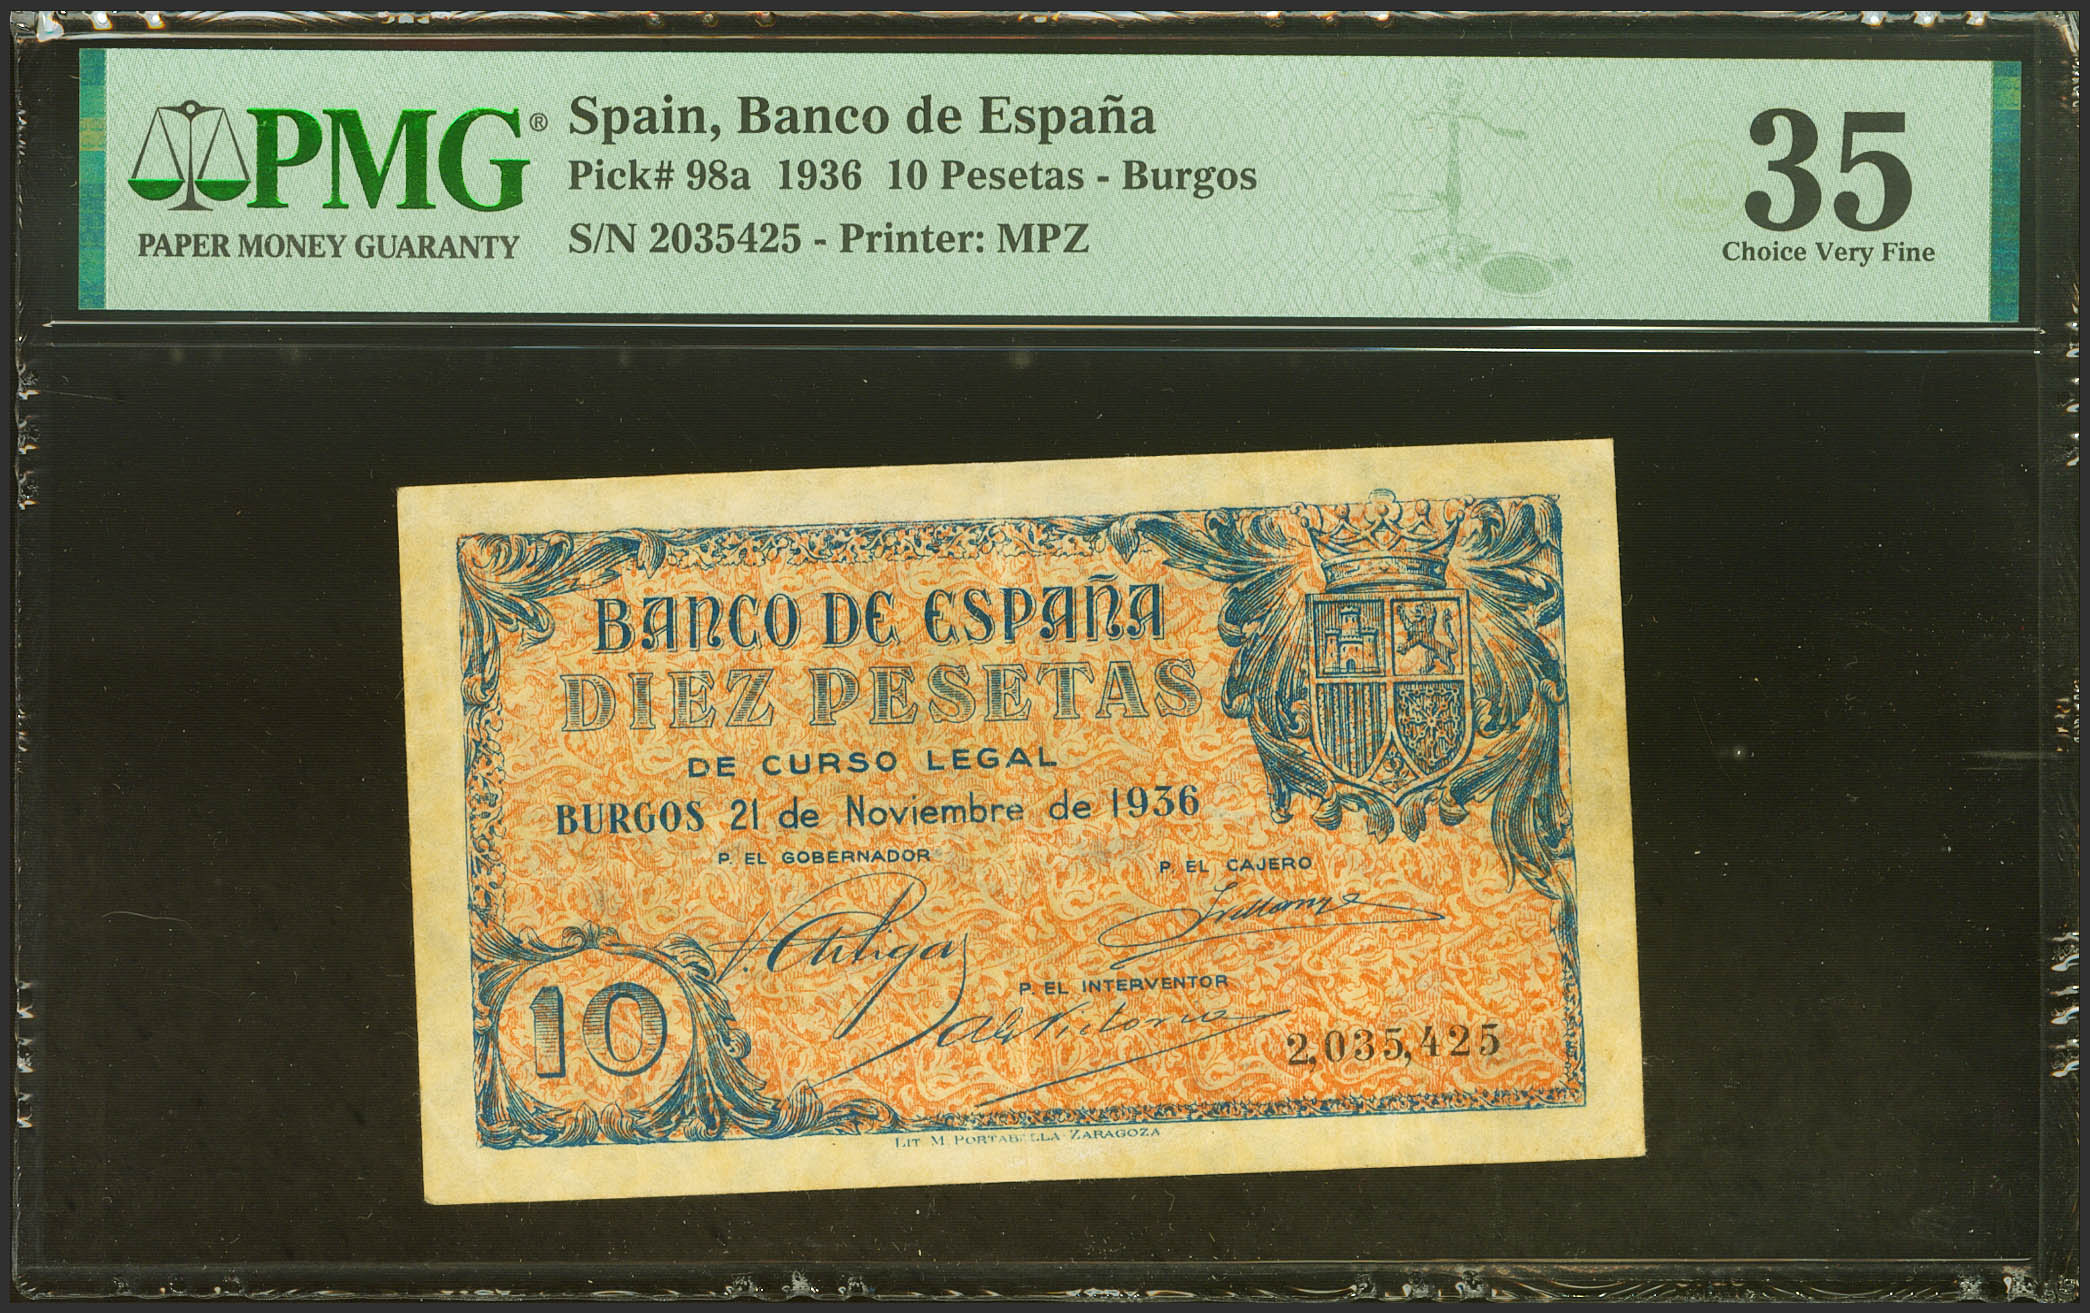 PMG®
PAPER MONEY GUARANTY
Spain, Banco de España
Pick# 98a 1936 10 Pesetas - Burgos
S/N 2035425 - Printer: MPZ
35
Choice Very Fine
BANCO DE ESPAÑA
DIEZ PESETAS
DE CURSO LEGAL
BURGOS 21 de Noviembre de 1936
P. EL GOBERNADOR
P. EL CAJERO
P. EL INTERVENTOR
10
2,035,425
LIT M. PORTABELLA ZARAGOZA